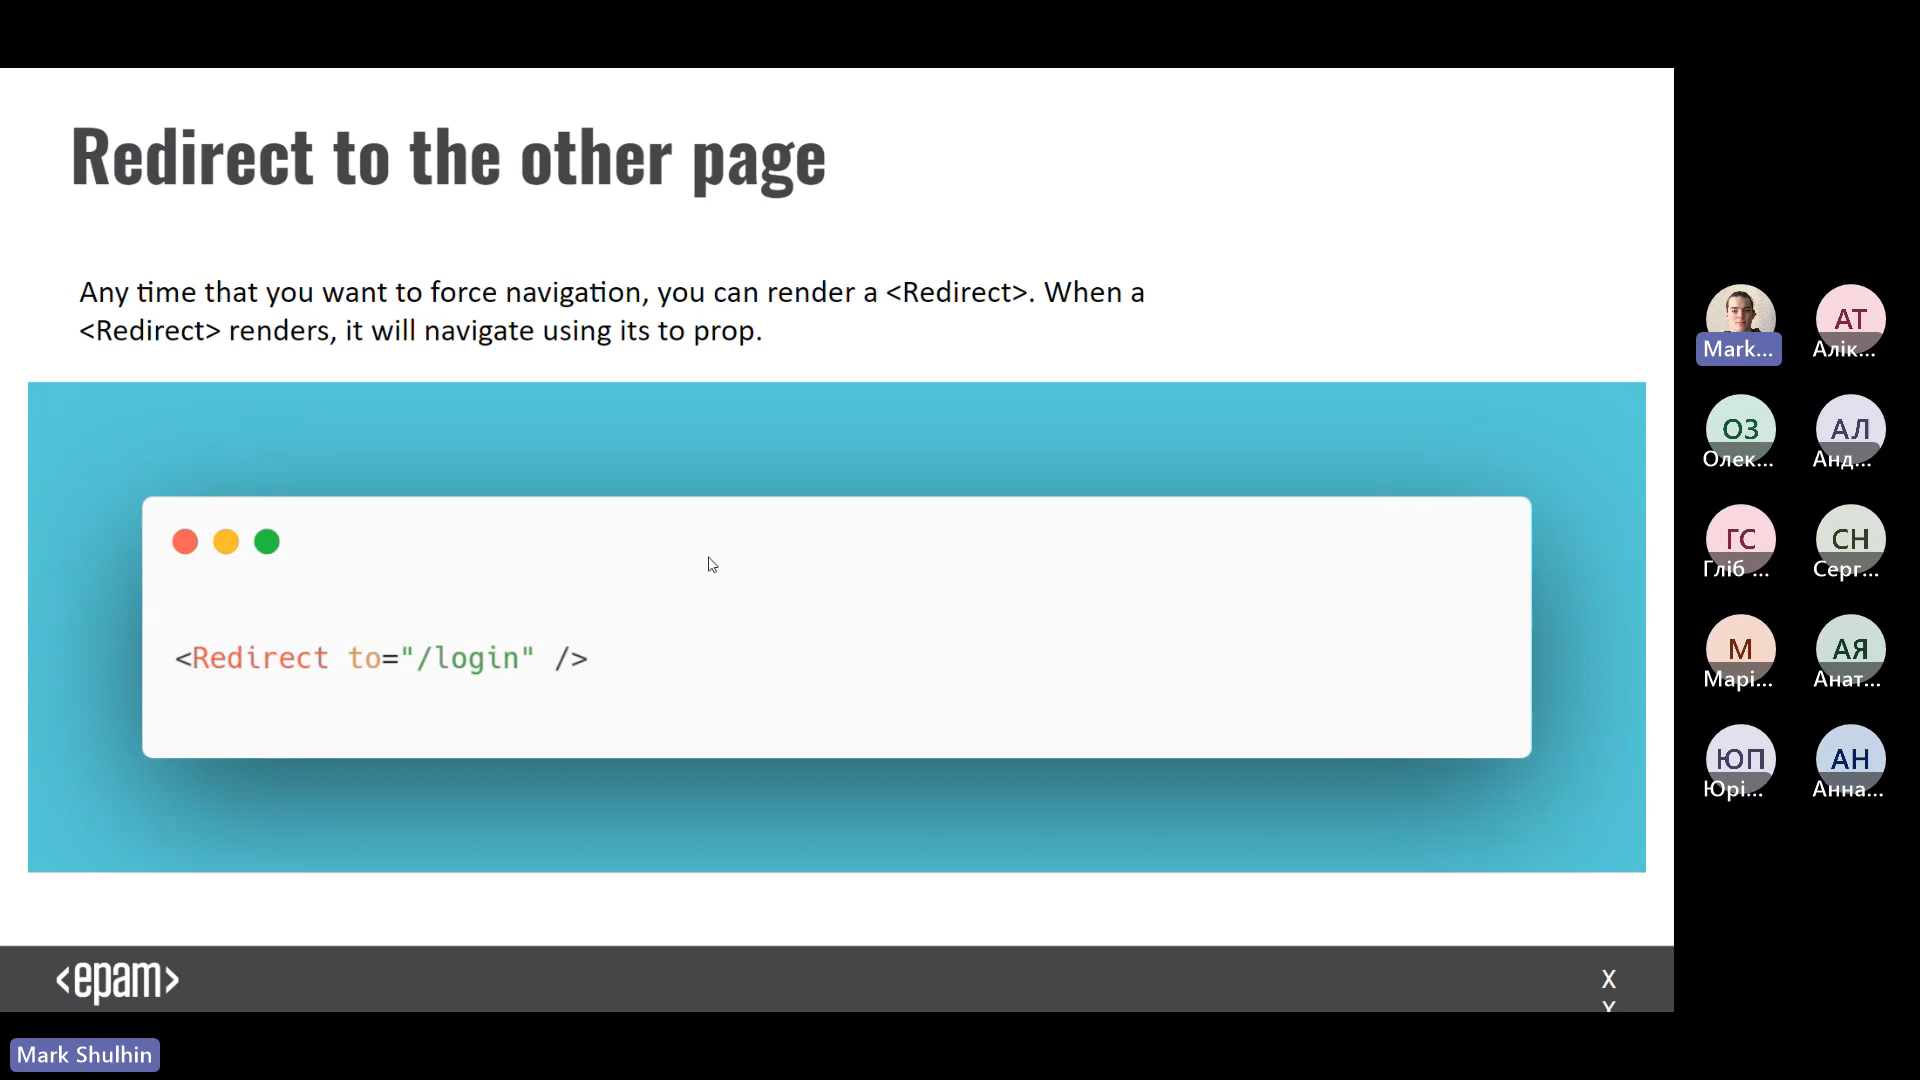 Redirect to the other page
Any time that you want to force navigation, you can render a <Redirect>. When a
<Redirect> renders, it will navigate using its to prop.
<Redirect to="/login" />
<epam>
X
Mark Shulhin
Mark...
АТ
Алік...
ОЗ
Олек...
АЛ
Анд...
ГС
Гліб ...
СН
Серг...
М
Марі...
АЯ
Анат...
ЮП
Юрі...
АН
Анна...